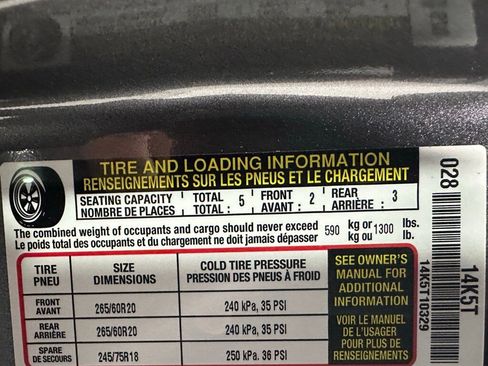 TIRE AND LOADING INFORMATION
RENSEIGNEMENTS SUR LES PNEUS ET LE CHARGEMENT
SEATING CAPACITY TOTAL : 5 FRONT : 2 REAR : 3
NOMBRE DE PLACES TOTAL : AVANT : ARRIÈRE :
The combined weight of occupants and cargo should never exceed 590 kg or 1300 lbs.
Le poids total des occupants et du chargement ne doit jamais dépasser kg ou lb.
TIRE SIZE COLD TIRE PRESSURE
PNEU DIMENSIONS PRESSION DES PNEUS À FROID
FRONT
AVANT 265/60R20 240 kPa, 35 PSI
REAR
ARRIÈRE 265/60R20 240 kPa, 35 PSI
SPARE
DE SECOURS 245/75R18 250 kPa. 36 PSI
SEE OWNER'S
MANUAL FOR
ADDITIONAL
INFORMATION
VOIR LE MANUEL
DE L'USAGER
POUR PLUS DE
RENSEIGNEMENTS
028
14K5T
14K5T10329